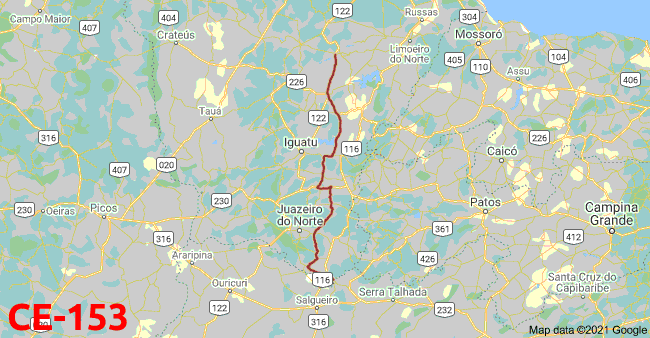 122
Russas
Campo Maior
404
407
Crateús
Limoeiro
do Norte
Mossoró
304
405
110
104
Assu
406
226
Tauá
122
316
Iguatu
116
226
Caicó
020
407
230
Oeiras
Picos
230
Juazeiro
do Norte
Patos
Campina
Grande
316
361
412
Araripina
426
116
Ouricuri
Santa Cruz do
Capibaribe
Serra Talhada
122
Salgueiro
232
316
CE-153
Map data ©2021 Google